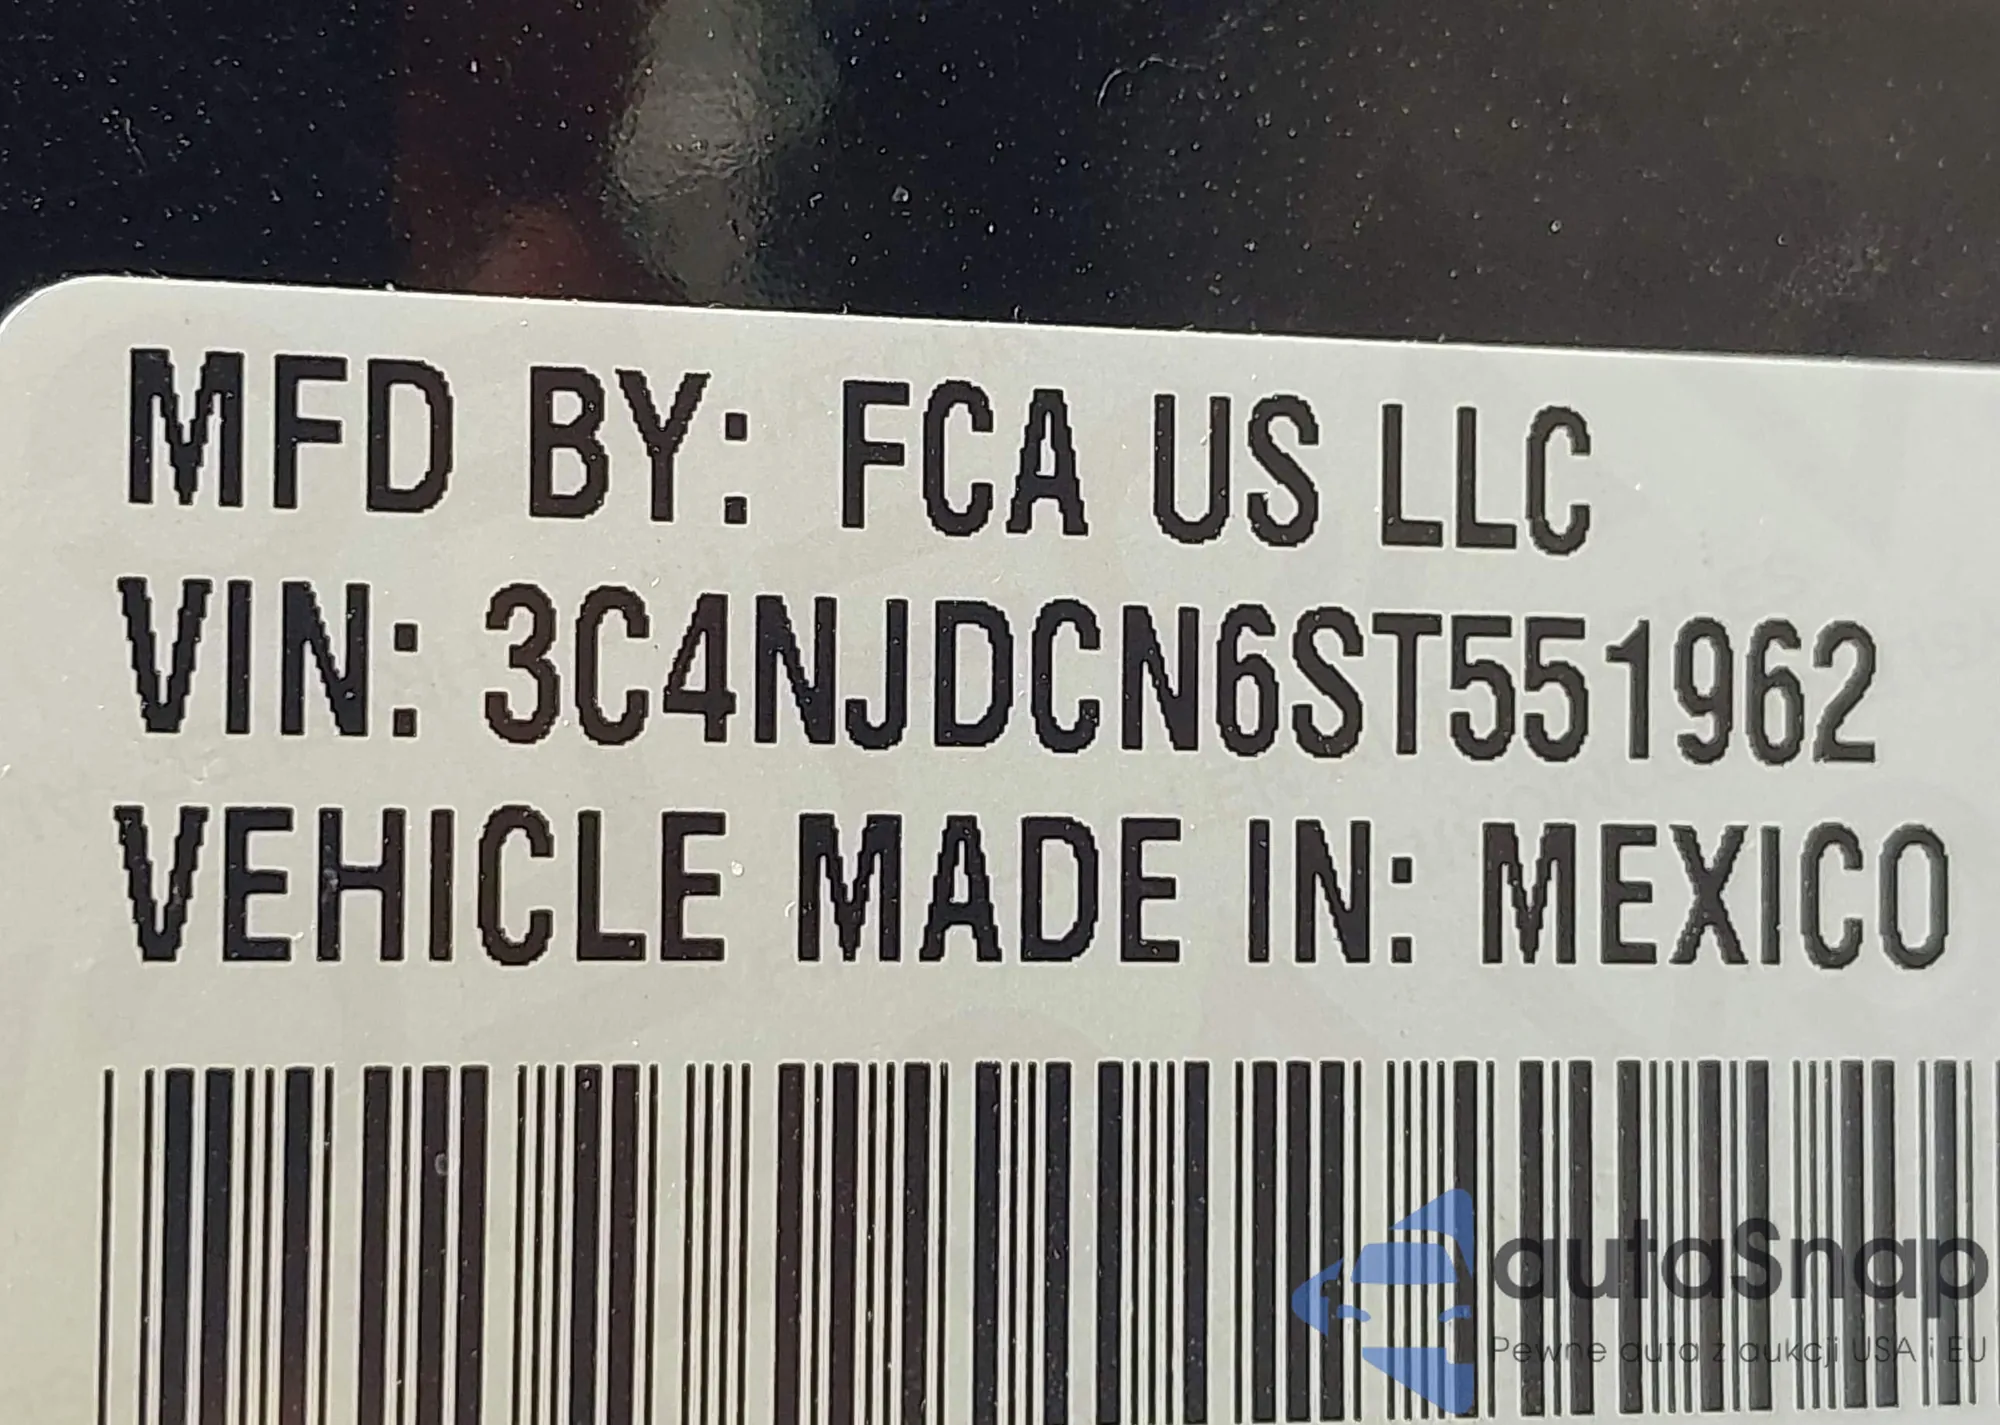 MFD BY: FCA US LLC
VIN: 3C4NJDCN6ST551962
VEHICLE MADE IN: MEXICO
autaSnap
Pewne auta z aukcji USA i EU